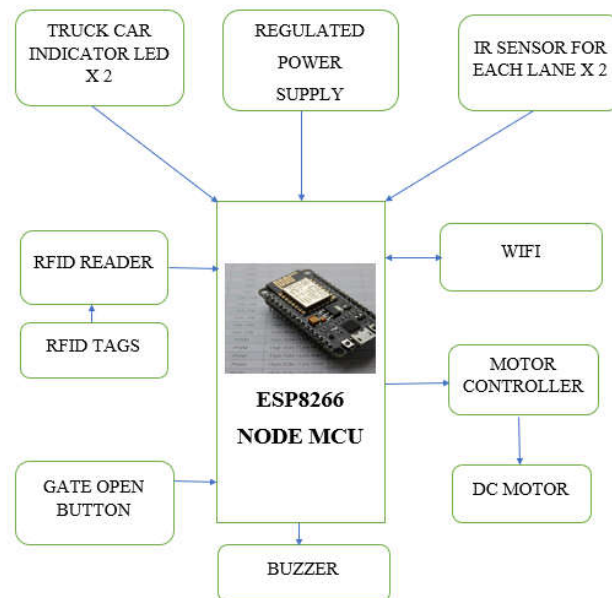 TRUCK CAR
INDICATOR LED
X 2
REGULATED
POWER
SUPPLY
IR SENSOR FOR
EACH LANE X 2
RFID READER
RFID TAGS
GATE OPEN
BUTTON
ESP8266
NODE MCU
WIFI
MOTOR
CONTROLLER
DC MOTOR
BUZZER